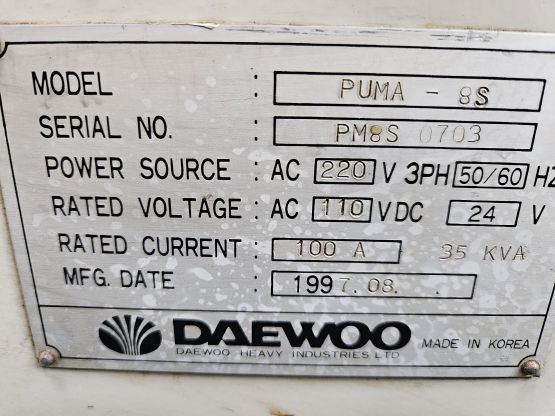 MODEL : PUMA - 8S
SERIAL NO. : PM8S 0703
POWER SOURCE : AC 220 V 3PH 50/60 HZ
RATED VOLTAGE : AC 110 V DC 24 V
RATED CURRENT : 100 A 35 KVA
MFG. DATE : 1997.08.
DAEWOO MADE IN KOREA
DAEWOO HEAVY INDUSTRIES LTD